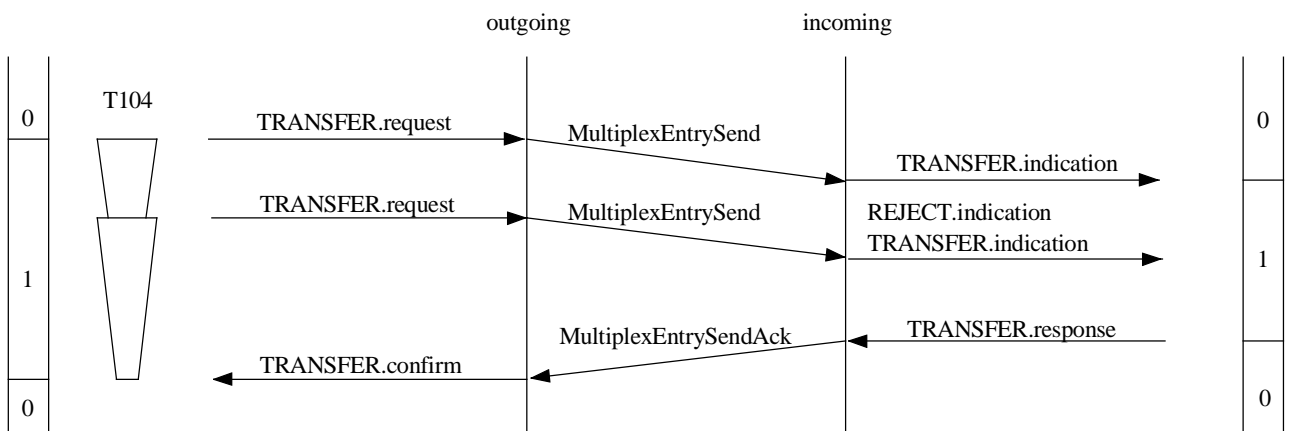 outgoing
incoming
T104
0
TRANSFER.request
MultiplexEntrySend
0
TRANSFER.indication
TRANSFER.request
MultiplexEntrySend
REJECT.indication
TRANSFER.indication
1
1
MultiplexEntrySendAck
TRANSFER.response
TRANSFER.confirm
0
0